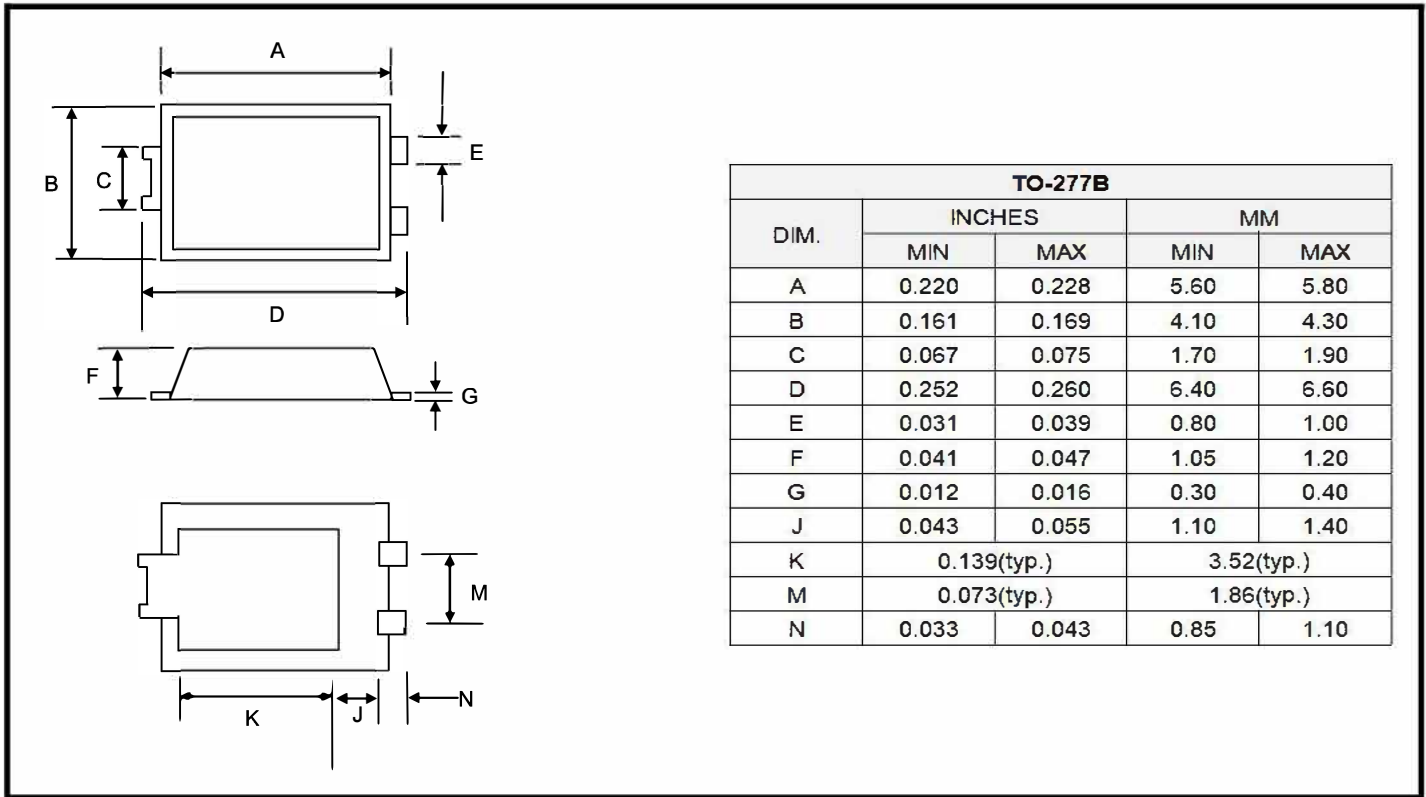 A
B
C
E
D
F
G
M
K
J
N
TO-277B
DIM. INCHES MM
MIN MAX MIN MAX
A 0.220 0.228 5.60 5.80
B 0.161 0.169 4.10 4.30
C 0.067 0.075 1.70 1.90
D 0.252 0.260 6.40 6.60
E 0.031 0.039 0.80 1.00
F 0.041 0.047 1.05 1.20
G 0.012 0.016 0.30 0.40
J 0.043 0.055 1.10 1.40
K 0.139(typ.) 3.52(typ.)
M 0.073(typ.) 1.86(typ.)
N 0.033 0.043 0.85 1.10